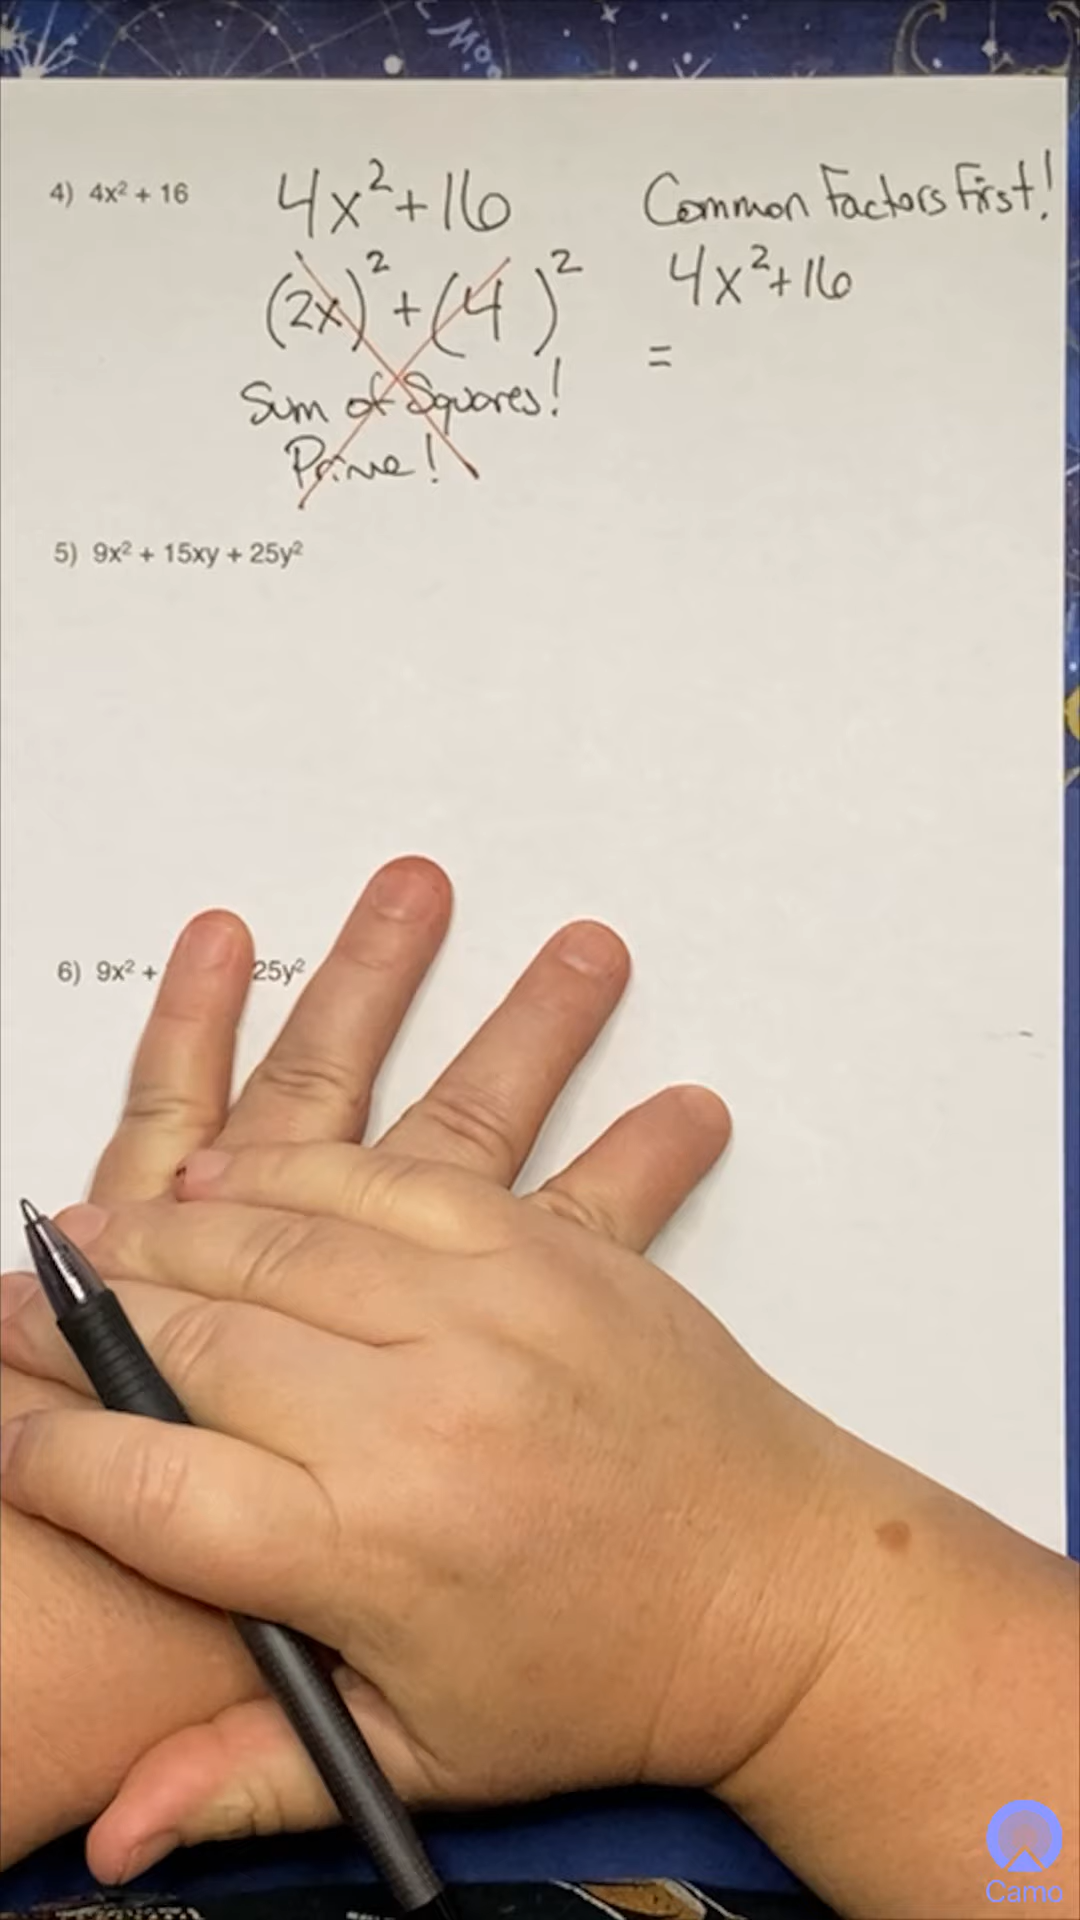 Mo
4) 4x² + 16
4x² + 16
(2x)² + (4)²
Sum of Squares!
Prime!
Common Factors First!
4x² + 16
=
5) 9x² + 15xy + 25y²
6) 9x² + 25y²
Camo